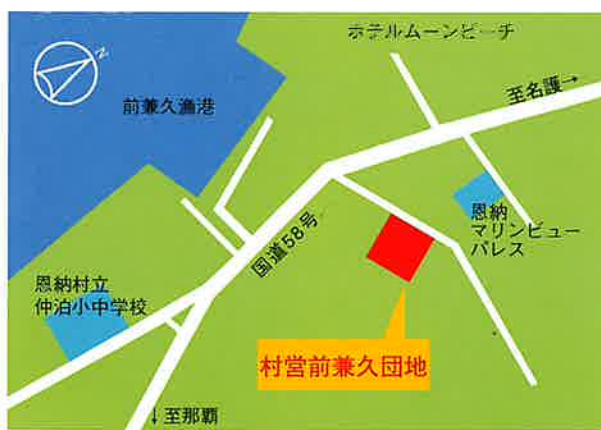 ホテルムーンビーチ
N
至名護→
前兼久漁港
恩納
マリンビュー
パレス
国道58号
恩納村立
仲泊小中学校
村営前兼久団地
↓至那覇